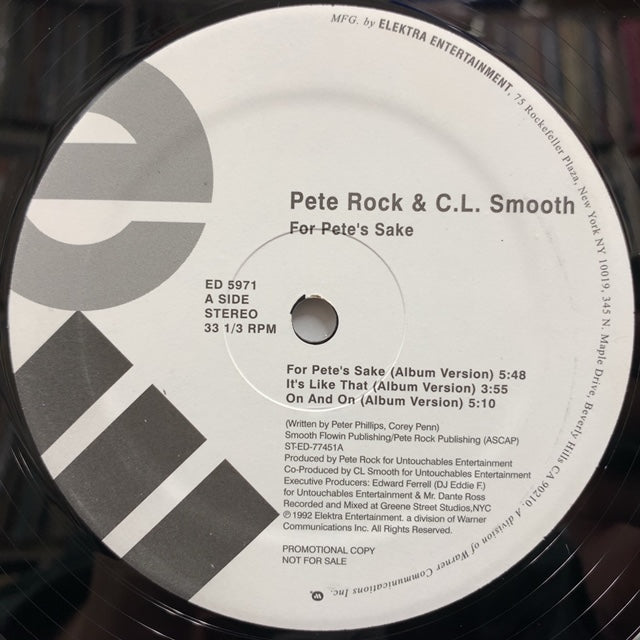 MFG. by ELEKTRA ENTERTAINMENT, 75 Rockefeller Plaza, New York NY 10019, 345 N. Maple Drive, Beverly Hills CA 90210. A division of Warner Communications Inc.
e
Pete Rock & C.L. Smooth
For Pete's Sake
ED 5971
A SIDE
STEREO
33 1/3 RPM
For Pete's Sake (Album Version) 5:48
It's Like That (Album Version) 3:55
On And On (Album Version) 5:10
(Written by Peter Phillips, Corey Penn)
Smooth Flowin Publishing/Pete Rock Publishing (ASCAP)
ST-ED-77451A
Produced by Pete Rock for Untouchables Entertainment
Co-Produced by CL Smooth for Untouchables Entertainment
Executive Producers: Edward Ferrell (DJ Eddie F.)
for Untouchables Entertainment & Mr. Dante Ross
Recorded and Mixed at Greene Street Studios,NYC
℗ 1992 Elektra Entertainment. a division of Warner
Communications Inc. All Rights Reserved.
PROMOTIONAL COPY
NOT FOR SALE